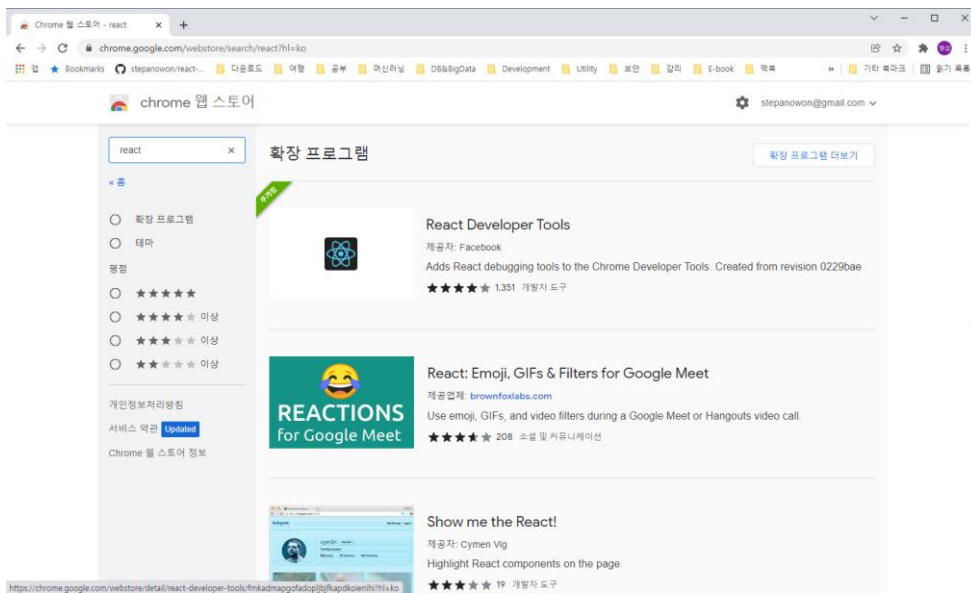 Chrome 웹 스토어 - react
chrome.google.com/webstore/search/react?hl=ko
앱 Bookmarks stepanowon/react-... 다운로드 여행 공부 머신러닝 DB&BigData Development Utility 보안 갈리 E-book 먹북 » 기타 북마크 읽기 목록
chrome 웹 스토어
stepanowon@gmail.com
react
« 홈
확장 프로그램
테마
평점
이상
이상
이상
개인정보처리방침
서비스 약관 Updated
Chrome 웹 스토어 정보
확장 프로그램
확장 프로그램 더보기
추가됨
React Developer Tools
제공자: Facebook
Adds React debugging tools to the Chrome Developer Tools. Created from revision 0229bae
1,351 개발자 도구
REACTIONS
for Google Meet
React: Emoji, GIFs & Filters for Google Meet
제공업체: brownfoxlabs.com
Use emoji, GIFs, and video filters during a Google Meet or Hangouts video call.
208 소셜 및 커뮤니케이션
Show me the React!
제공자: Cymen Vig
Highlight React components on the page.
19 개발자 도구
https://chrome.google.com/webstore/detail/react-developer-tools/fmkadmapgofadopljbjfkapdkoienihi?hl=ko